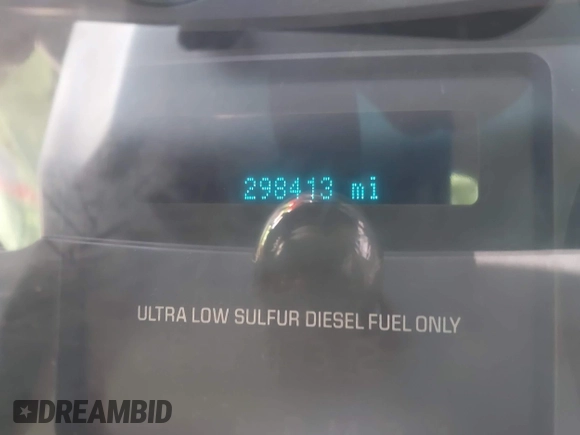 298413 mi
ULTRA LOW SULFUR DIESEL FUEL ONLY
DREAMBID